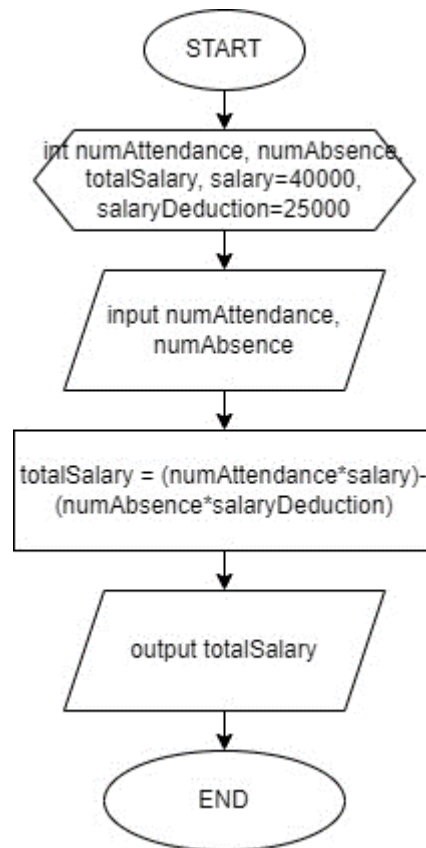 START
int numAttendance, numAbsence,
totalSalary, salary=40000,
salaryDeduction=25000
input numAttendance,
numAbsence
totalSalary = (numAttendance*salary)-
(numAbsence*salaryDeduction)
output totalSalary
END